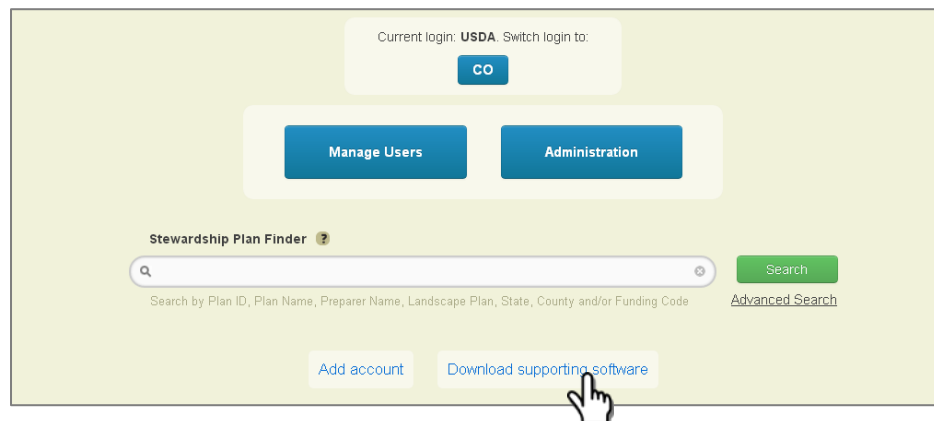 Current login: USDA. Switch login to:
CO
Manage Users Administration
Stewardship Plan Finder ?
Search
Search by Plan ID, Plan Name, Preparer Name, Landscape Plan, State, County and/or Funding Code Advanced Search
Add account Download supporting software